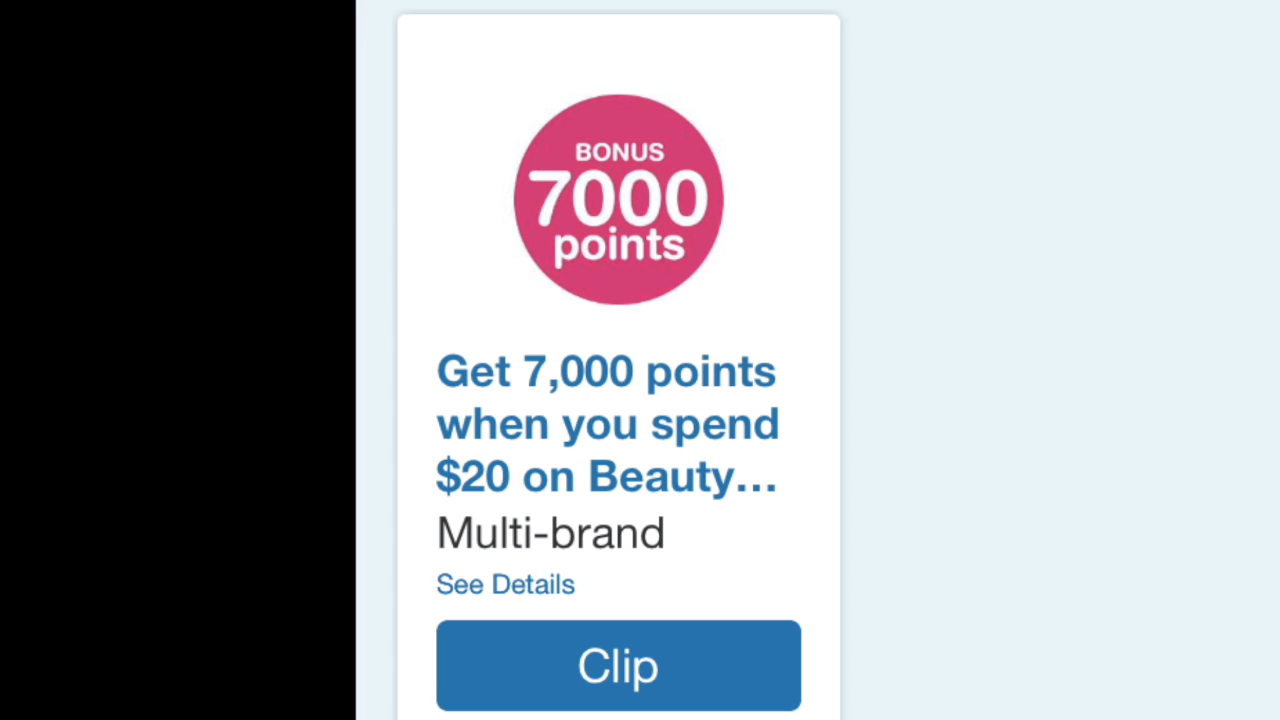 BONUS
7000
points
Get 7,000 points
when you spend
$20 on Beauty...
Multi-brand
See Details
Clip